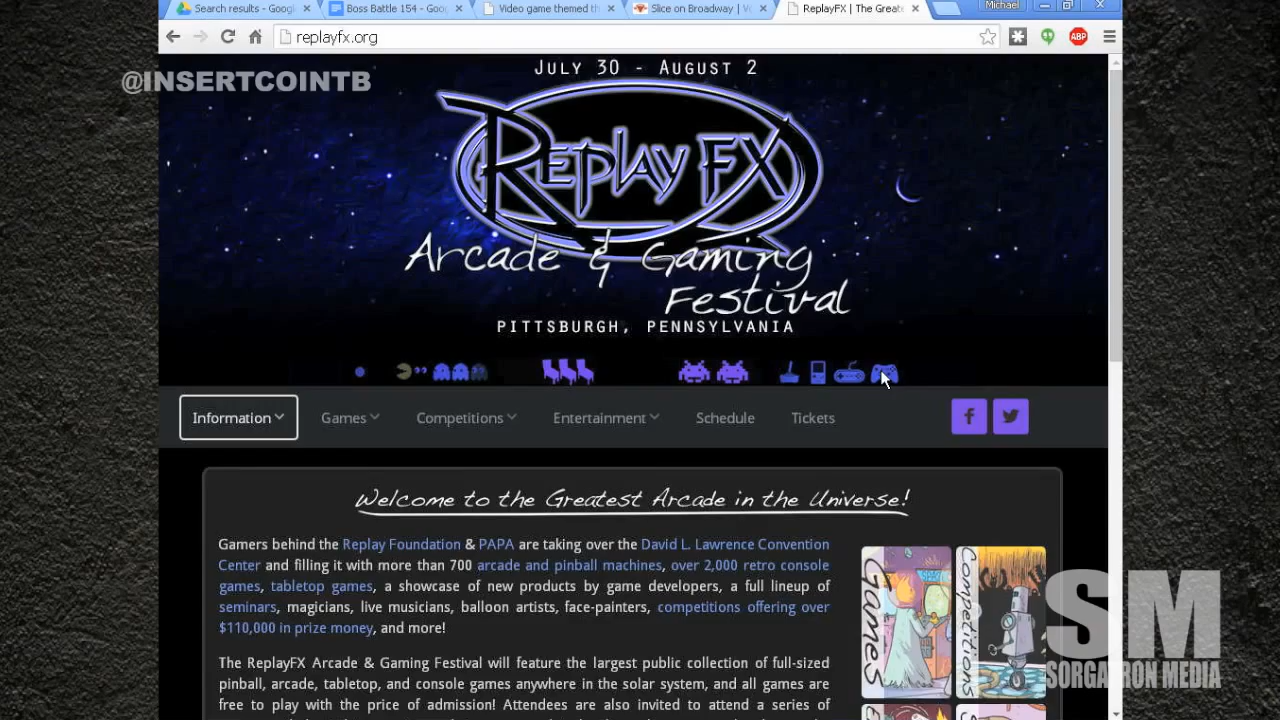 Search results - Googl
Boss Battle 154 - Goog
Video game themed th
Slice on Broadway | V
ReplayFX | The Greate
Michael
replayfx.org
ABP
@INSERTCOINTB
July 30 - August 2
Replay FX
Arcade & Gaming
Festival
Pittsburgh, Pennsylvania
Information
Games
Competitions
Entertainment
Schedule
Tickets
Welcome to the Greatest Arcade in the Universe!
Gamers behind the Replay Foundation & PAPA are taking over the David L. Lawrence Convention
Center and filling it with more than 700 arcade and pinball machines, over 2,000 retro console
games, tabletop games, a showcase of new products by game developers, a full lineup of
seminars, magicians, live musicians, balloon artists, face-painters, competitions offering over
$110,000 in prize money, and more!
The ReplayFX Arcade & Gaming Festival will feature the largest public collection of full-sized
pinball, arcade, tabletop, and console games anywhere in the solar system, and all games are
free to play with the price of admission! Attendees are also invited to attend a series of
Games
Competitions
SM
SORGATRON MEDIA